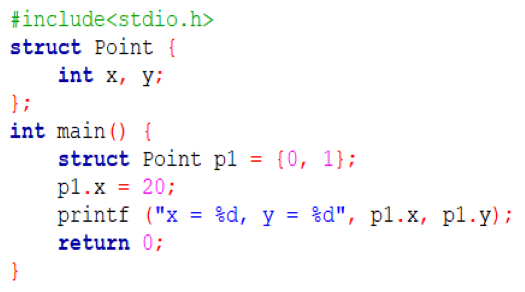 #include<stdio.h>
struct Point {
    int x, y;
};
int main() {
    struct Point p1 = {0, 1};
    p1.x = 20;
    printf ("x = %d, y = %d", p1.x, p1.y);
    return 0;
}